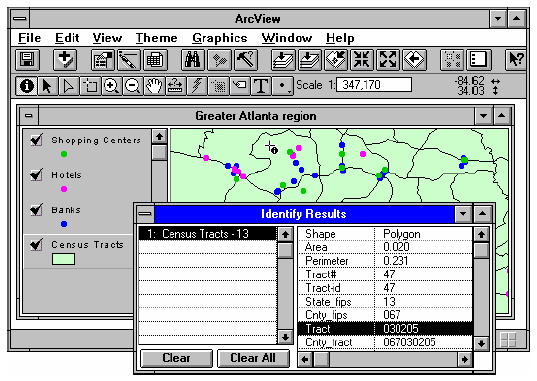 ArcView
File Edit View Theme Graphics Window Help
T
Scale 1: 347,170
-84.62
34.03
Greater Atlanta region
Shopping Centers
Hotels
Banks
Census Tracts
Identify Results
1: Census Tracts - 13
Shape Polygon
Area 0.020
Perimeter 0.231
Tract# 47
Tract-id 47
State_fips 13
Cnty_fips 067
Tract 030205
Cnty_tract 067030205
Clear Clear All